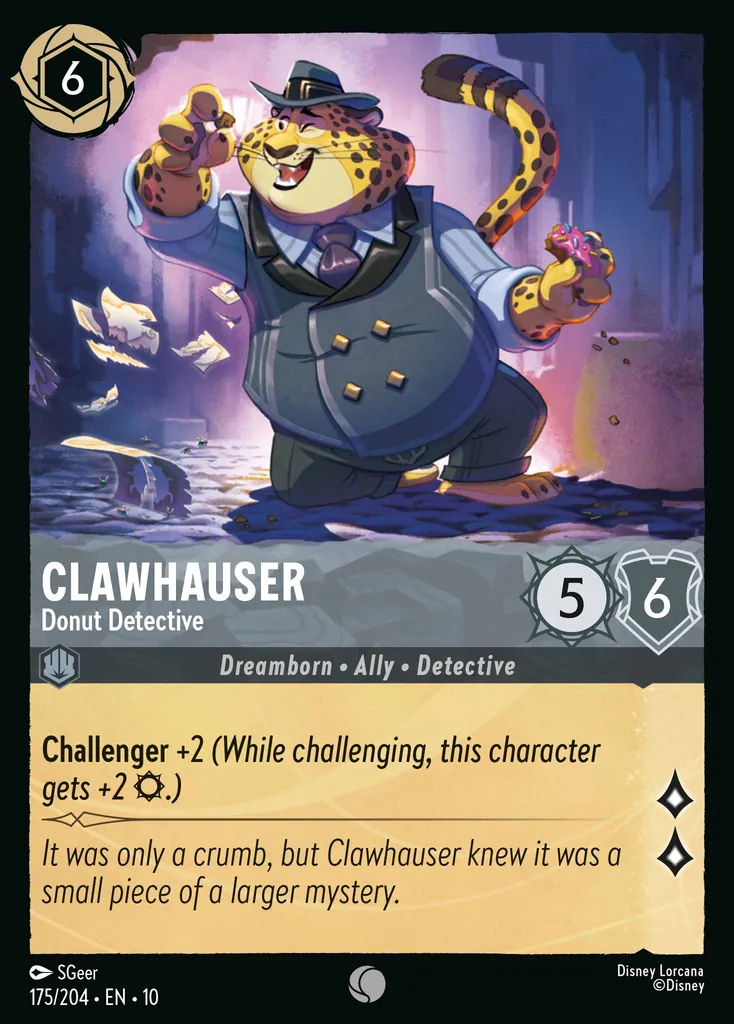 6
CLAWHAUSER
Donut Detective
5
6
Dreamborn • Ally • Detective
Challenger +2 (While challenging, this character
gets +2 .)
It was only a crumb, but Clawhauser knew it was a
small piece of a larger mystery.
SGeer
Disney Lorcana
175/204 • EN • 10
©Disney